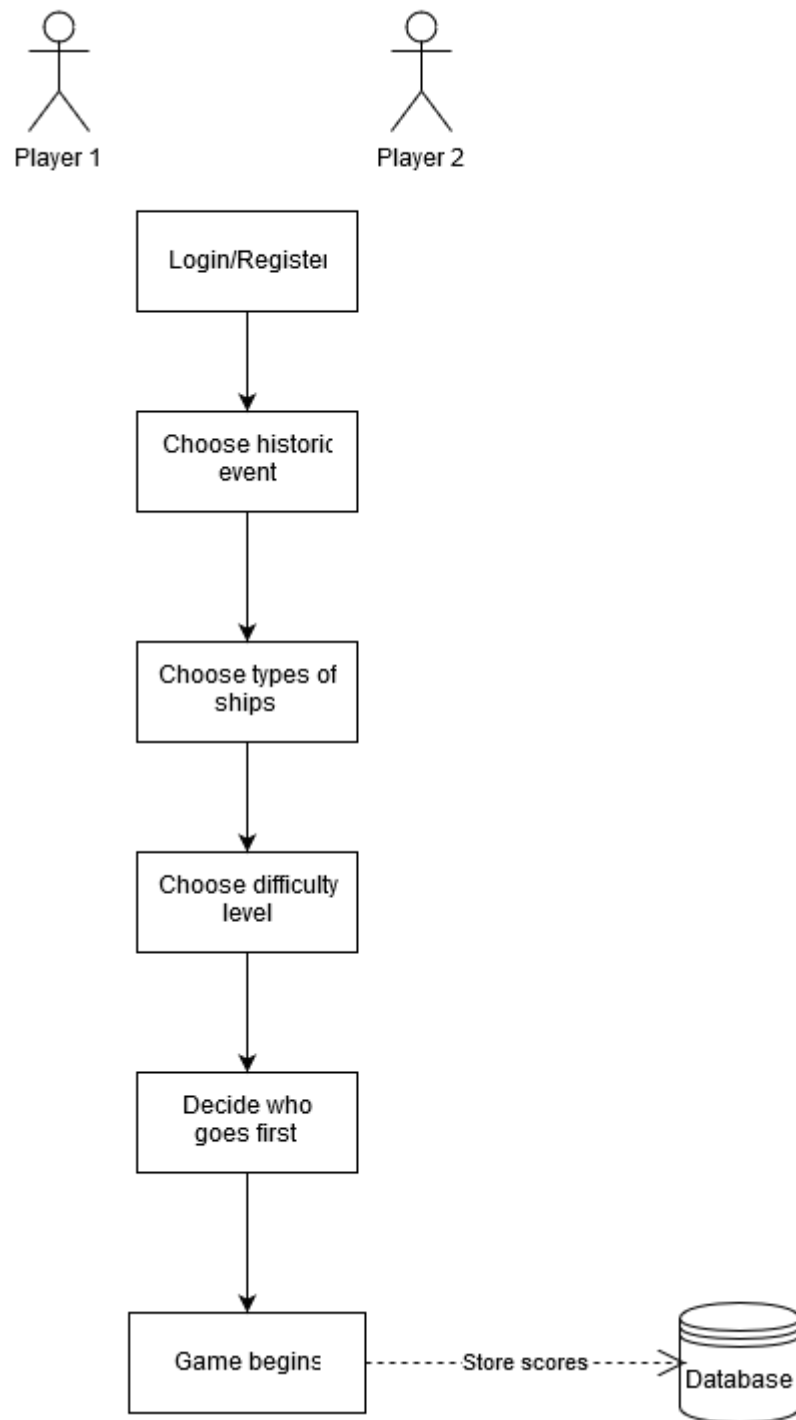 Player 1
Player 2
Login/Register
Choose historic
event
Choose types of
ships
Choose difficulty
level
Decide who
goes first
Game begins
Store scores
Database